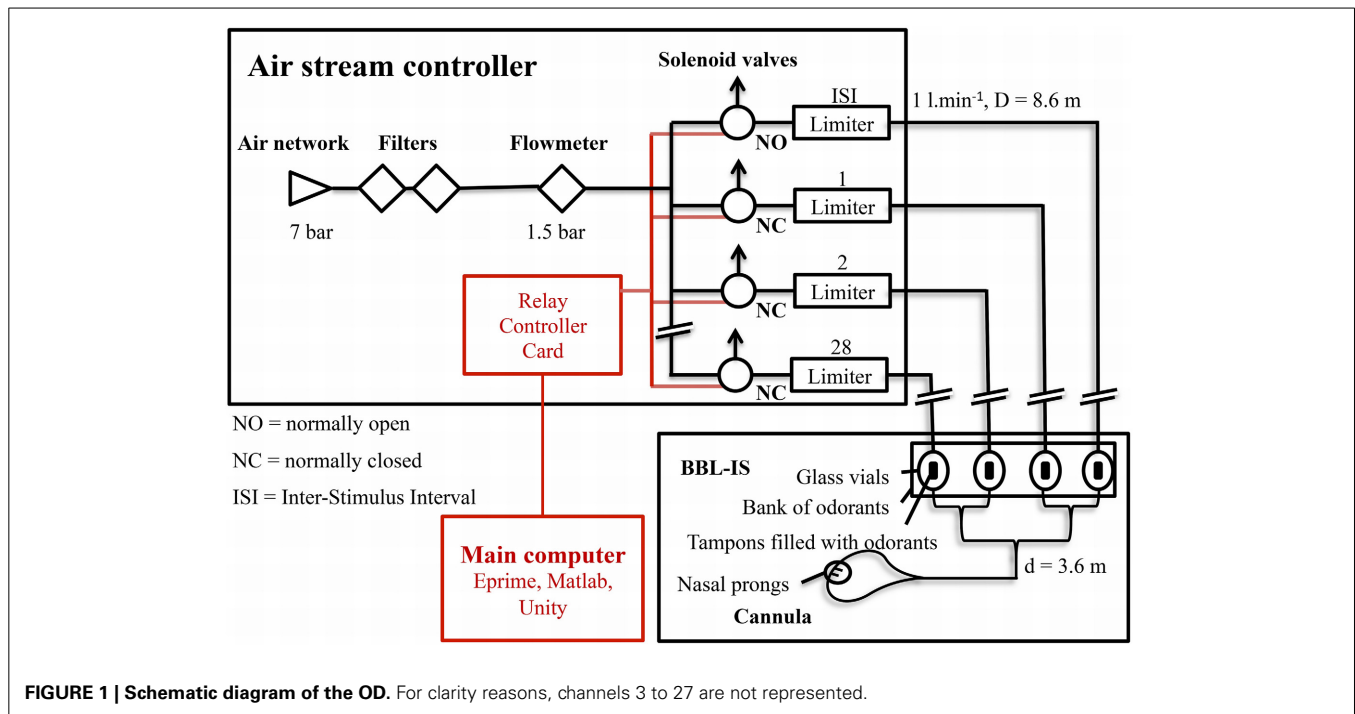 Air stream controller
Solenoid valves
Air network
Filters
Flowmeter
7 bar
1.5 bar
ISI
Limiter
NO
1 l.min⁻¹, D = 8.6 m
1
Limiter
NC
2
Limiter
NC
28
Limiter
NC
Relay
Controller
Card
NO = normally open
NC = normally closed
ISI = Inter-Stimulus Interval
Main computer
Eprime, Matlab,
Unity
BBL-IS
Glass vials
Bank of odorants
Tampons filled with odorants
d = 3.6 m
Nasal prongs
Cannula
FIGURE 1 | Schematic diagram of the OD. For clarity reasons, channels 3 to 27 are not represented.